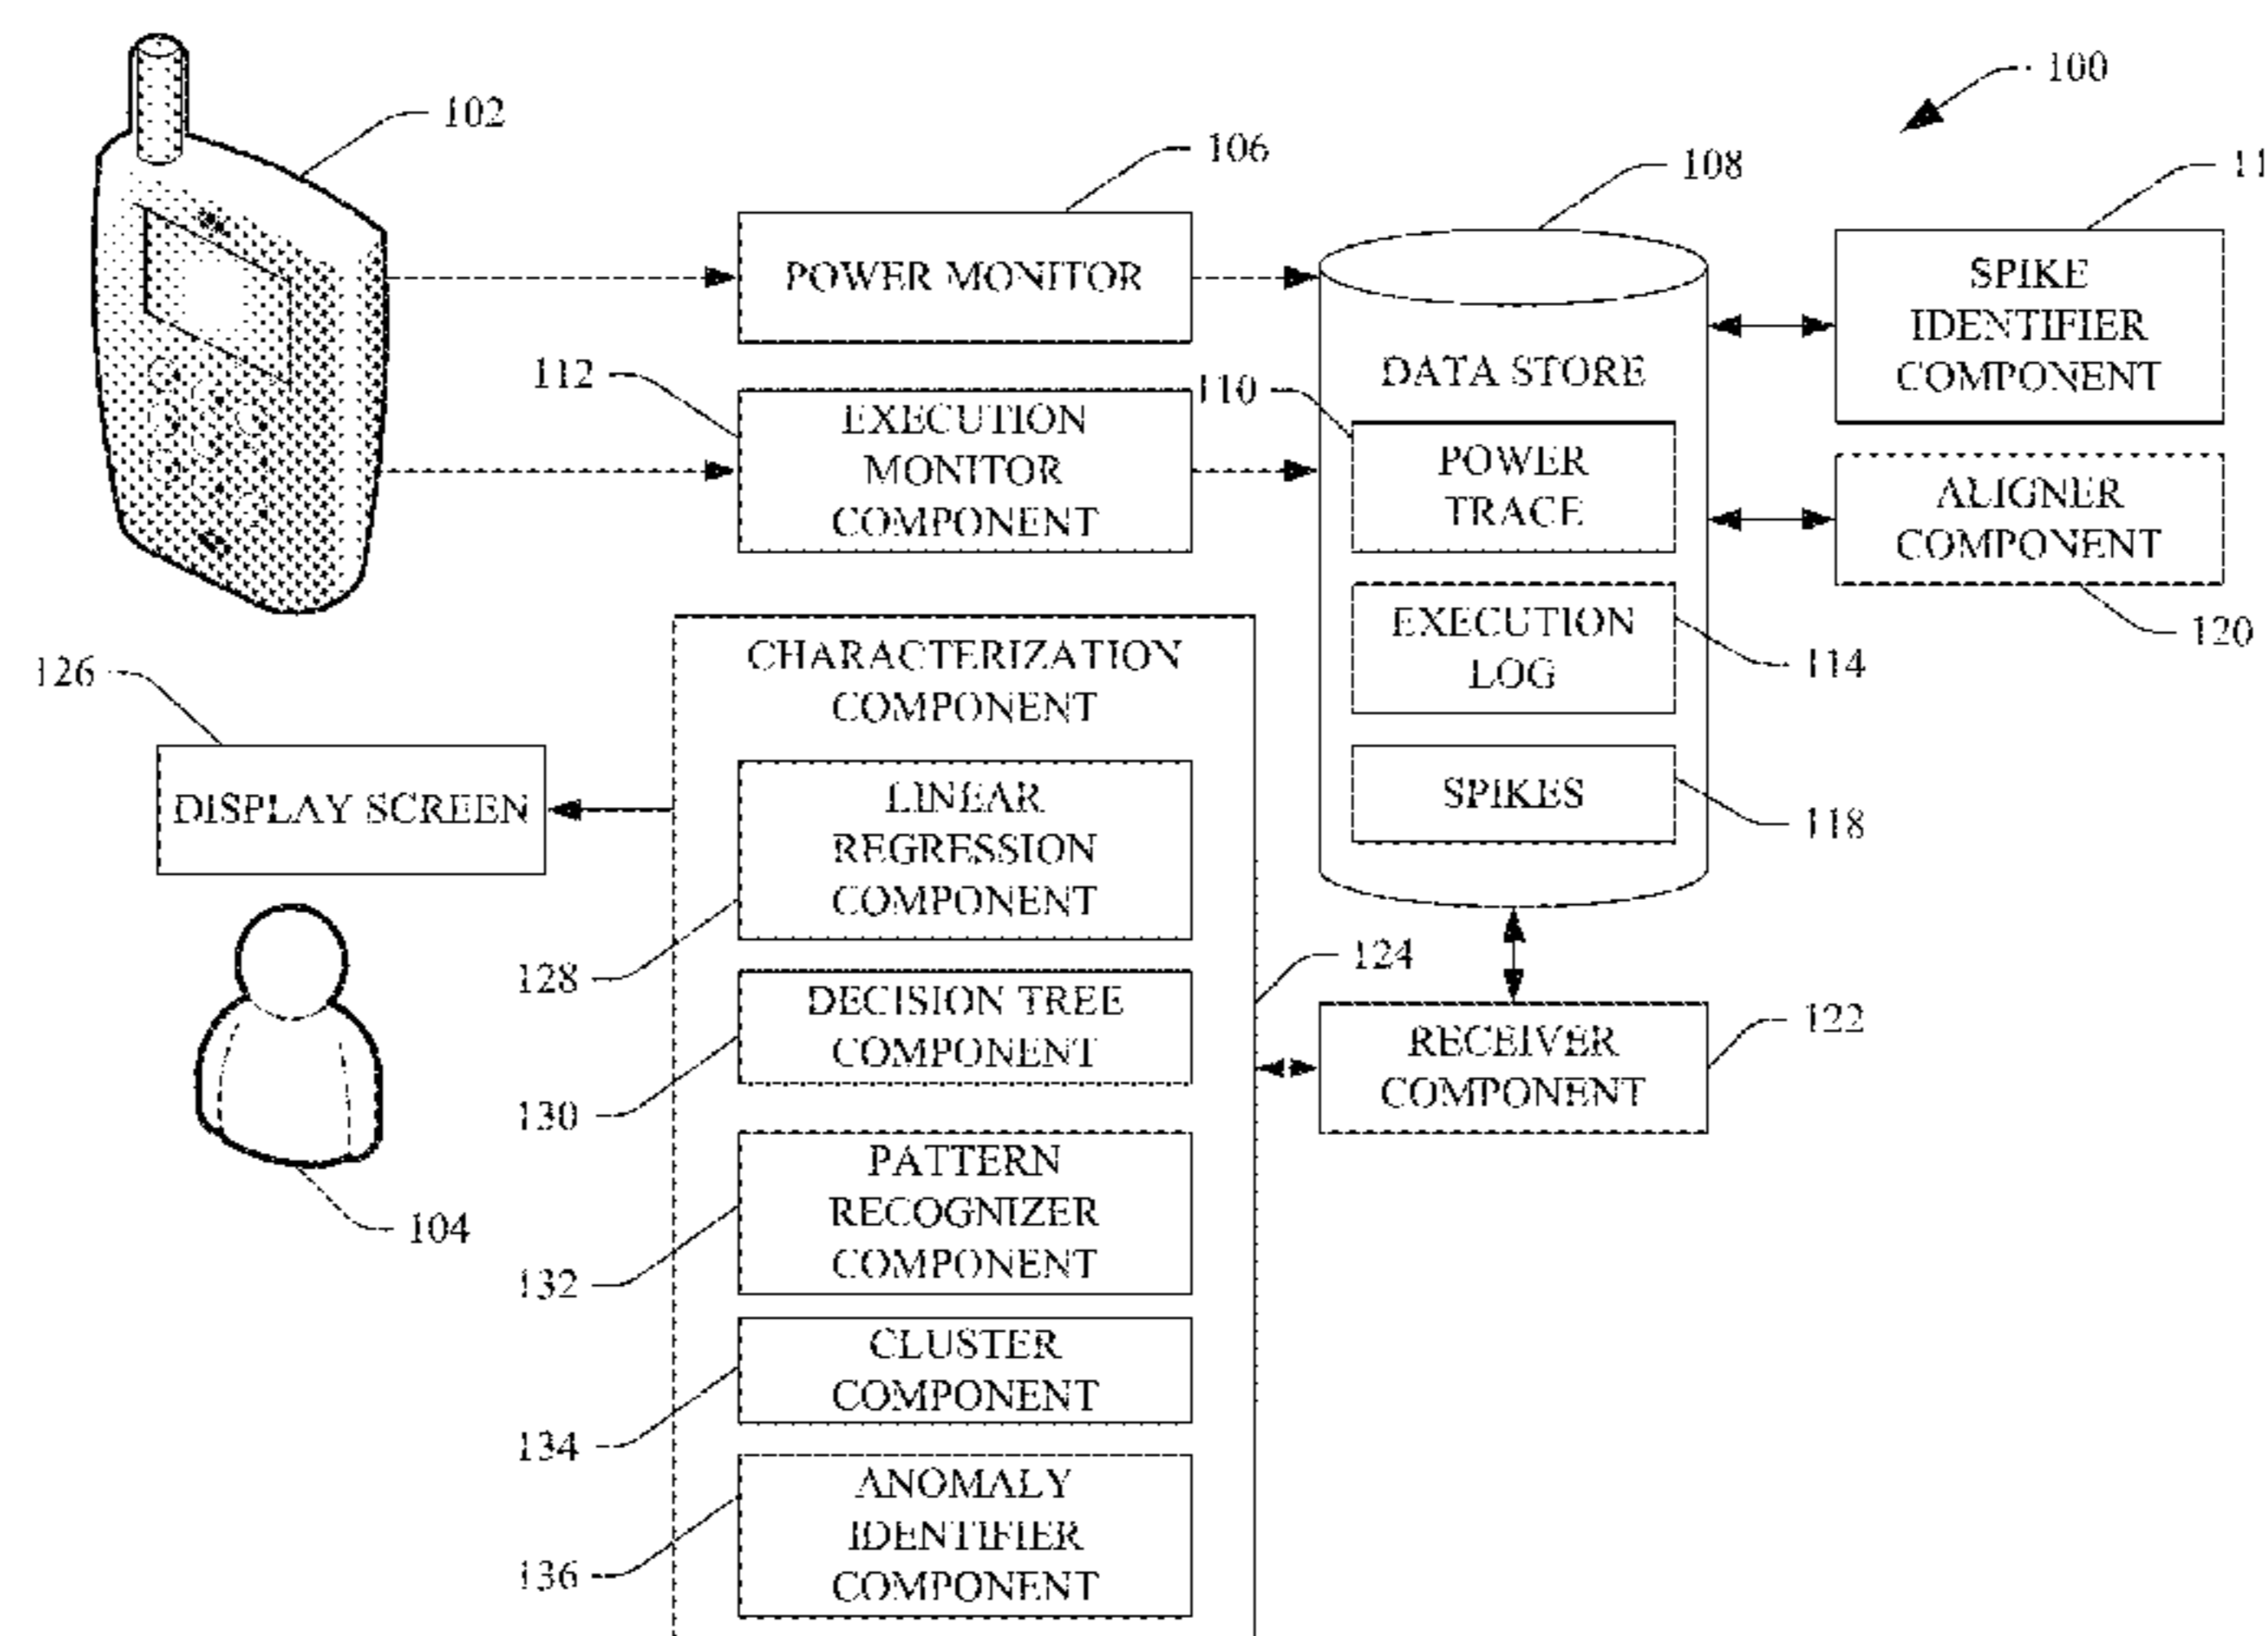 100
102
106
108
11
POWER MONITOR
SPIKE
IDENTIFIER
COMPONENT
DATA STORE
112
110
EXECUTION
MONITOR
COMPONENT
POWER
TRACE
ALIGNER
COMPONENT
120
EXECUTION
LOG
114
CHARACTERIZATION
COMPONENT
126
DISPLAY SCREEN
SPIKES
118
LINEAR
REGRESSION
COMPONENT
128
124
DECISION TREE
COMPONENT
130
RECEIVER
COMPONENT
122
PATTERN
RECOGNIZER
COMPONENT
132
104
CLUSTER
COMPONENT
134
ANOMALY
IDENTIFIER
COMPONENT
136